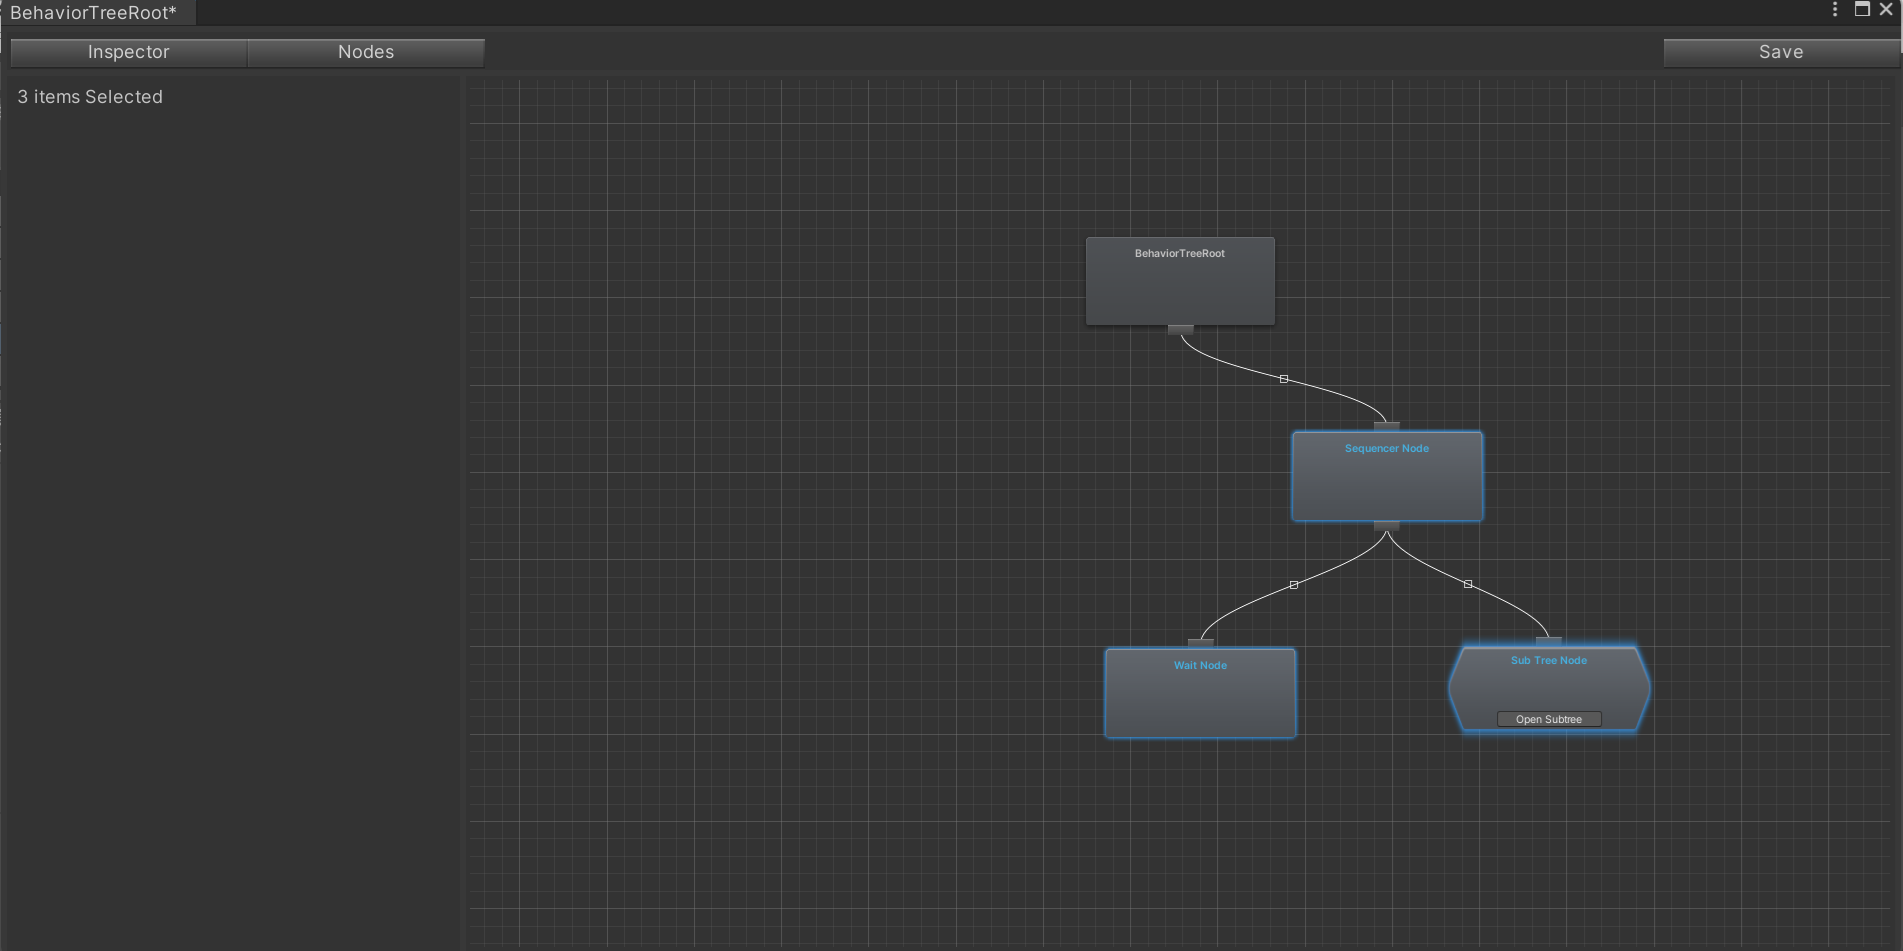 BehaviorTreeRoot*
Inspector
Nodes
Save
3 items Selected
BehaviorTreeRoot
Sequencer Node
Wait Node
Sub Tree Node
Open Subtree